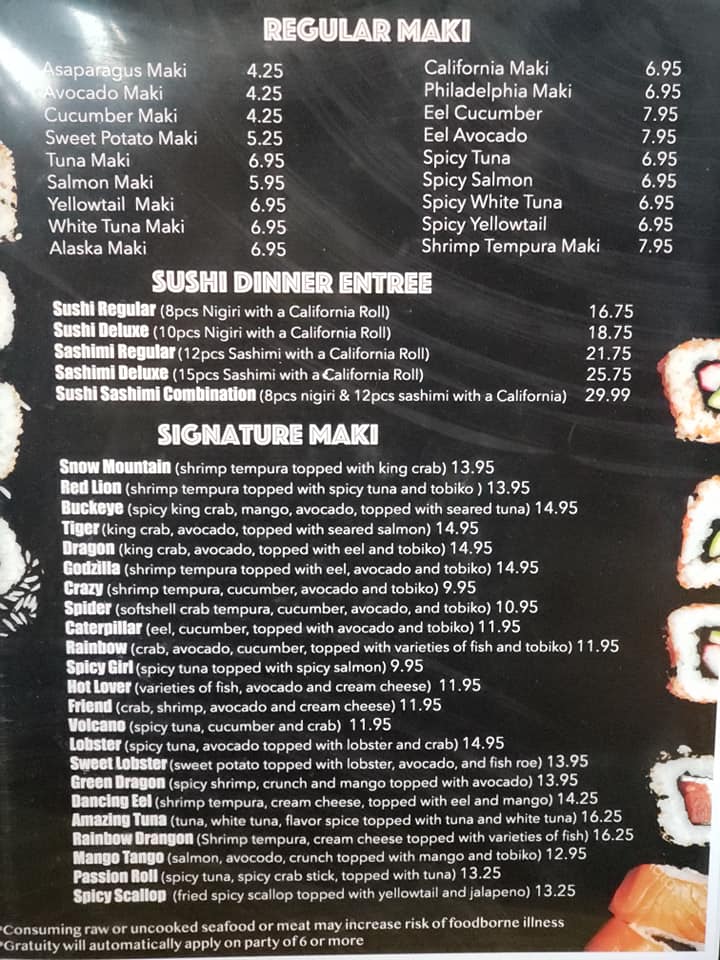 REGULAR MAKI
Asaparagus Maki 4.25
Avocado Maki 4.25
Cucumber Maki 4.25
Sweet Potato Maki 5.25
Tuna Maki 6.95
Salmon Maki 5.95
Yellowtail Maki 6.95
White Tuna Maki 6.95
Alaska Maki 6.95
California Maki 6.95
Philadelphia Maki 6.95
Eel Cucumber 7.95
Eel Avocado 7.95
Spicy Tuna 6.95
Spicy Salmon 6.95
Spicy White Tuna 6.95
Spicy Yellowtail 6.95
Shrimp Tempura Maki 7.95
SUSHI DINNER ENTREE
Sushi Regular (8pcs Nigiri with a California Roll) 16.75
Sushi Deluxe (10pcs Nigiri with a California Roll) 18.75
Sashimi Regular (12pcs Sashimi with a California Roll) 21.75
Sashimi Deluxe (15pcs Sashimi with a California Roll) 25.75
Sushi Sashimi Combination (8pcs nigiri & 12pcs sashimi with a California) 29.99
SIGNATURE MAKI
Snow Mountain (shrimp tempura topped with king crab) 13.95
Red Lion (shrimp tempura topped with spicy tuna and tobiko ) 13.95
Buckeye (spicy king crab, mango, avocado, topped with seared tuna) 14.95
Tiger (king crab, avocado, topped with seared salmon) 14.95
Dragon (king crab, avocado, topped with eel and tobiko) 14.95
Godzilla (shrimp tempura topped with eel, avocado and tobiko) 14.95
Crazy (shrimp tempura, cucumber, avocado and tobiko) 9.95
Spider (softshell crab tempura, cucumber, avocado, and tobiko) 10.95
Caterpillar (eel, cucumber, topped with avocado and tobiko) 11.95
Rainbow (crab, avocado, cucumber, topped with varieties of fish and tobiko) 11.95
Spicy Girl (spicy tuna topped with spicy salmon) 9.95
Hot Lover (varieties of fish, avocado and cream cheese) 11.95
Friend (crab, shrimp, avocado and cream cheese) 11.95
Volcano (spicy tuna, cucumber and crab) 11.95
Lobster (spicy tuna, avocado topped with lobster and crab) 14.95
Sweet Lobster (sweet potato topped with lobster, avocado, and fish roe) 13.95
Green Dragon (spicy shrimp, crunch and mango topped with avocado) 13.95
Dancing Eel (shrimp tempura, cream cheese, topped with eel and mango) 14.25
Amazing Tuna (tuna, white tuna, flavor spice topped with tuna and white tuna) 16.25
Rainbow Drangon (Shrimp tempura, cream cheese topped with varieties of fish) 16.25
Mango Tango (salmon, avocado, crunch topped with mango and tobiko) 12.95
Passion Roll (spicy tuna, spicy crab stick, topped with tuna) 13.25
Spicy Scallop (fried spicy scallop topped with yellowtail and jalapeno) 13.25
*Consuming raw or uncooked seafood or meat may increase risk of foodborne illness
*Gratuity will automatically apply on party of 6 or more